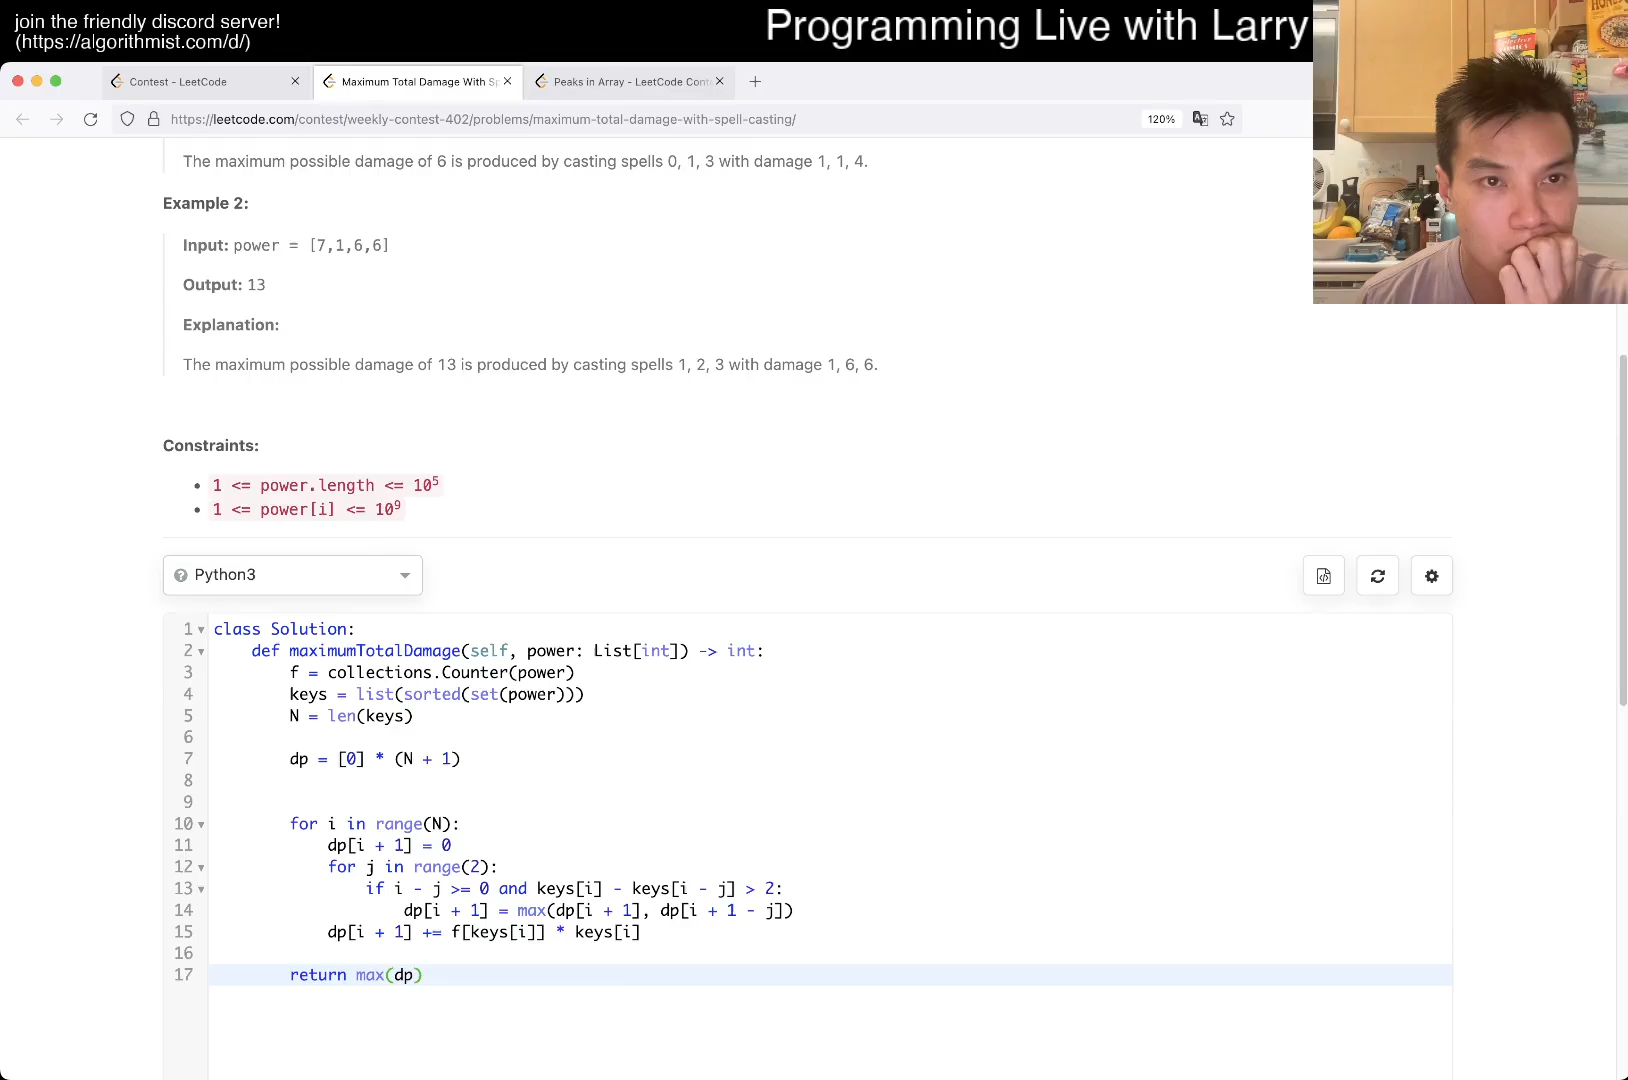 join the friendly discord server!
(https://algorithmist.com/d/)
Programming Live with Larry
Contest - LeetCode
Maximum Total Damage With Sp
Peaks in Array - LeetCode Cont
https://leetcode.com/contest/weekly-contest-402/problems/maximum-total-damage-with-spell-casting/
120%
The maximum possible damage of 6 is produced by casting spells 0, 1, 3 with damage 1, 1, 4.
Example 2:
Input: power = [7,1,6,6]
Output: 13
Explanation:
The maximum possible damage of 13 is produced by casting spells 1, 2, 3 with damage 1, 6, 6.
Constraints:
1 <= power.length <= 10^5
1 <= power[i] <= 10^9
Python3
1 class Solution:
2     def maximumTotalDamage(self, power: List[int]) -> int:
3         f = collections.Counter(power)
4         keys = list(sorted(set(power)))
5         N = len(keys)
6
7         dp = [0] * (N + 1)
8
9
10         for i in range(N):
11             dp[i + 1] = 0
12             for j in range(2):
13                 if i - j >= 0 and keys[i] - keys[i - j] > 2:
14                     dp[i + 1] = max(dp[i + 1], dp[i + 1 - j])
15             dp[i + 1] += f[keys[i]] * keys[i]
16
17         return max(dp)